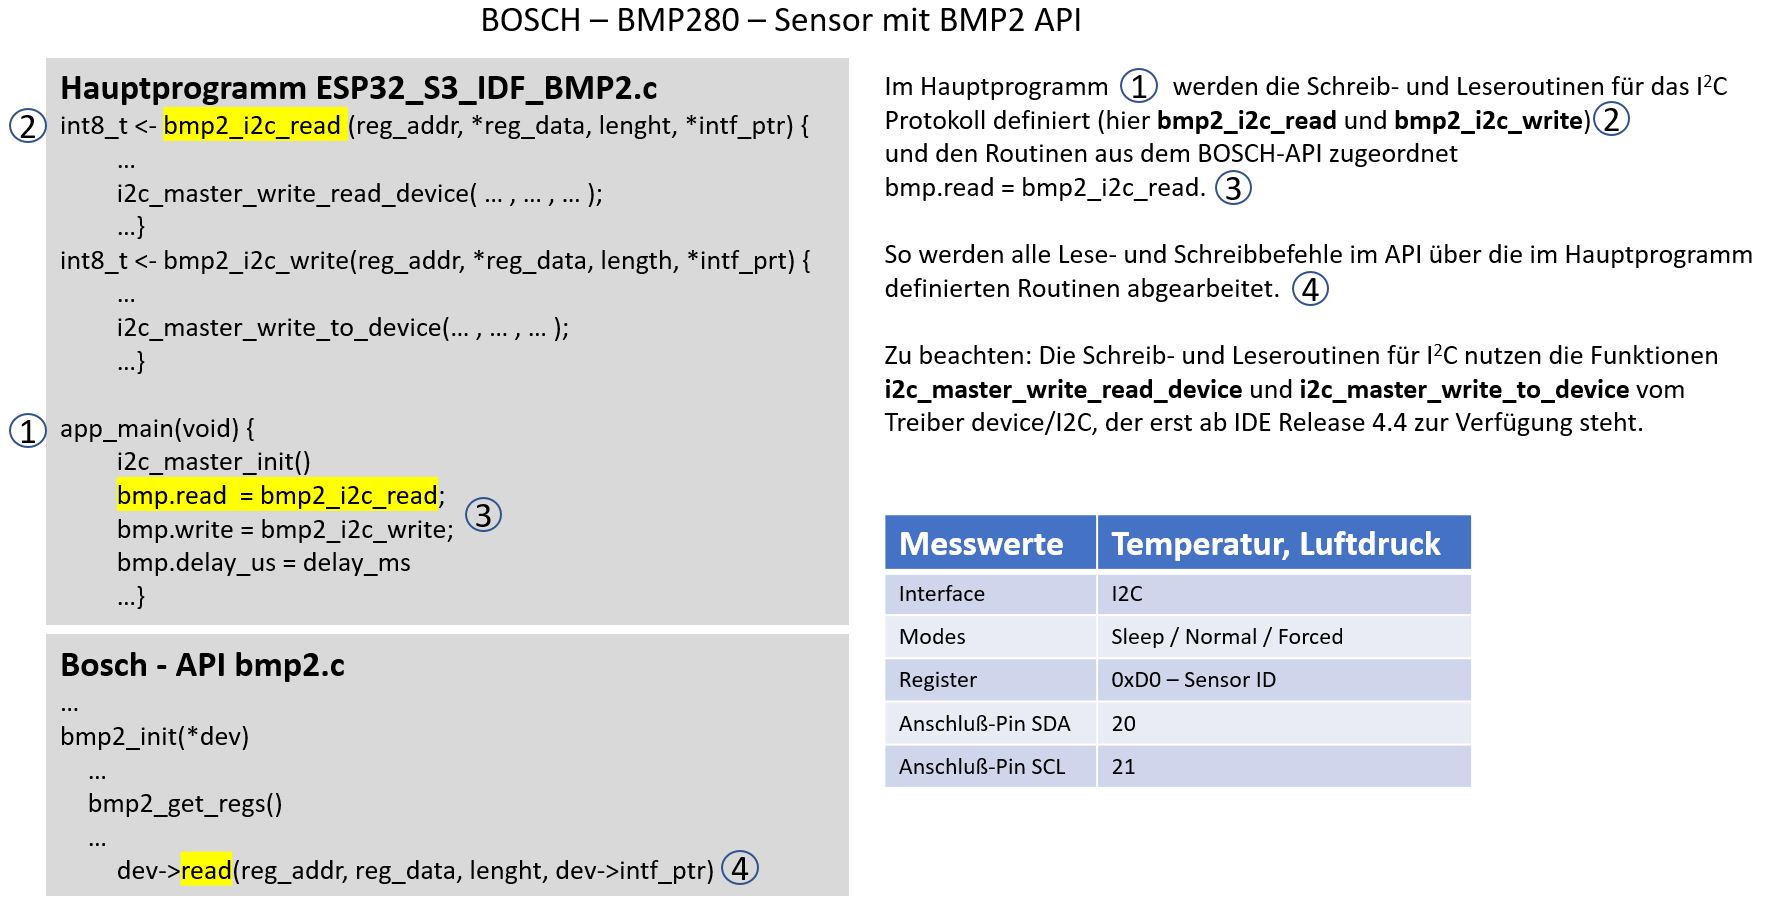 BOSCH – BMP280 – Sensor mit BMP2 API
Hauptprogramm ESP32_S3_IDF_BMP2.c
② int8_t <- bmp2_i2c_read (reg_addr, *reg_data, lenght, *intf_ptr) {
...
i2c_master_write_read_device( ... , ... , ... );
...}
int8_t <- bmp2_i2c_write(reg_addr, *reg_data, length, *intf_prt) {
...
i2c_master_write_to_device(... , ... , ... );
...}
① app_main(void) {
i2c_master_init()
bmp.read = bmp2_i2c_read;
③
bmp.write = bmp2_i2c_write;
bmp.delay_us = delay_ms
...}
Bosch - API bmp2.c
...
bmp2_init(*dev)
...
bmp2_get_regs()
...
dev->read(reg_addr, reg_data, lenght, dev->intf_ptr) ④
Im Hauptprogramm ① werden die Schreib- und Leseroutinen für das I²C
Protokoll definiert (hier bmp2_i2c_read und bmp2_i2c_write) ②
und den Routinen aus dem BOSCH-API zugeordnet
bmp.read = bmp2_i2c_read. ③
So werden alle Lese- und Schreibbefehle im API über die im Hauptprogramm
definierten Routinen abgearbeitet. ④
Zu beachten: Die Schreib- und Leseroutinen für I²C nutzen die Funktionen
i2c_master_write_read_device und i2c_master_write_to_device vom
Treiber device/I2C, der erst ab IDE Release 4.4 zur Verfügung steht.
Messwerte Temperatur, Luftdruck
Interface I2C
Modes Sleep / Normal / Forced
Register 0xD0 – Sensor ID
Anschluß-Pin SDA 20
Anschluß-Pin SCL 21